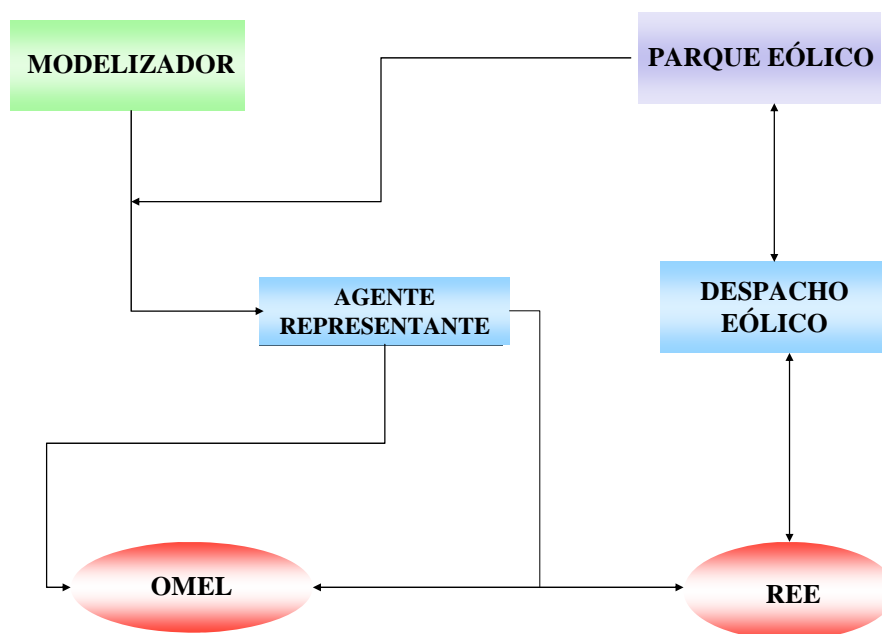 MODELIZADOR
PARQUE EÓLICO
AGENTE
REPRESENTANTE
DESPACHO
EÓLICO
OMEL
REE